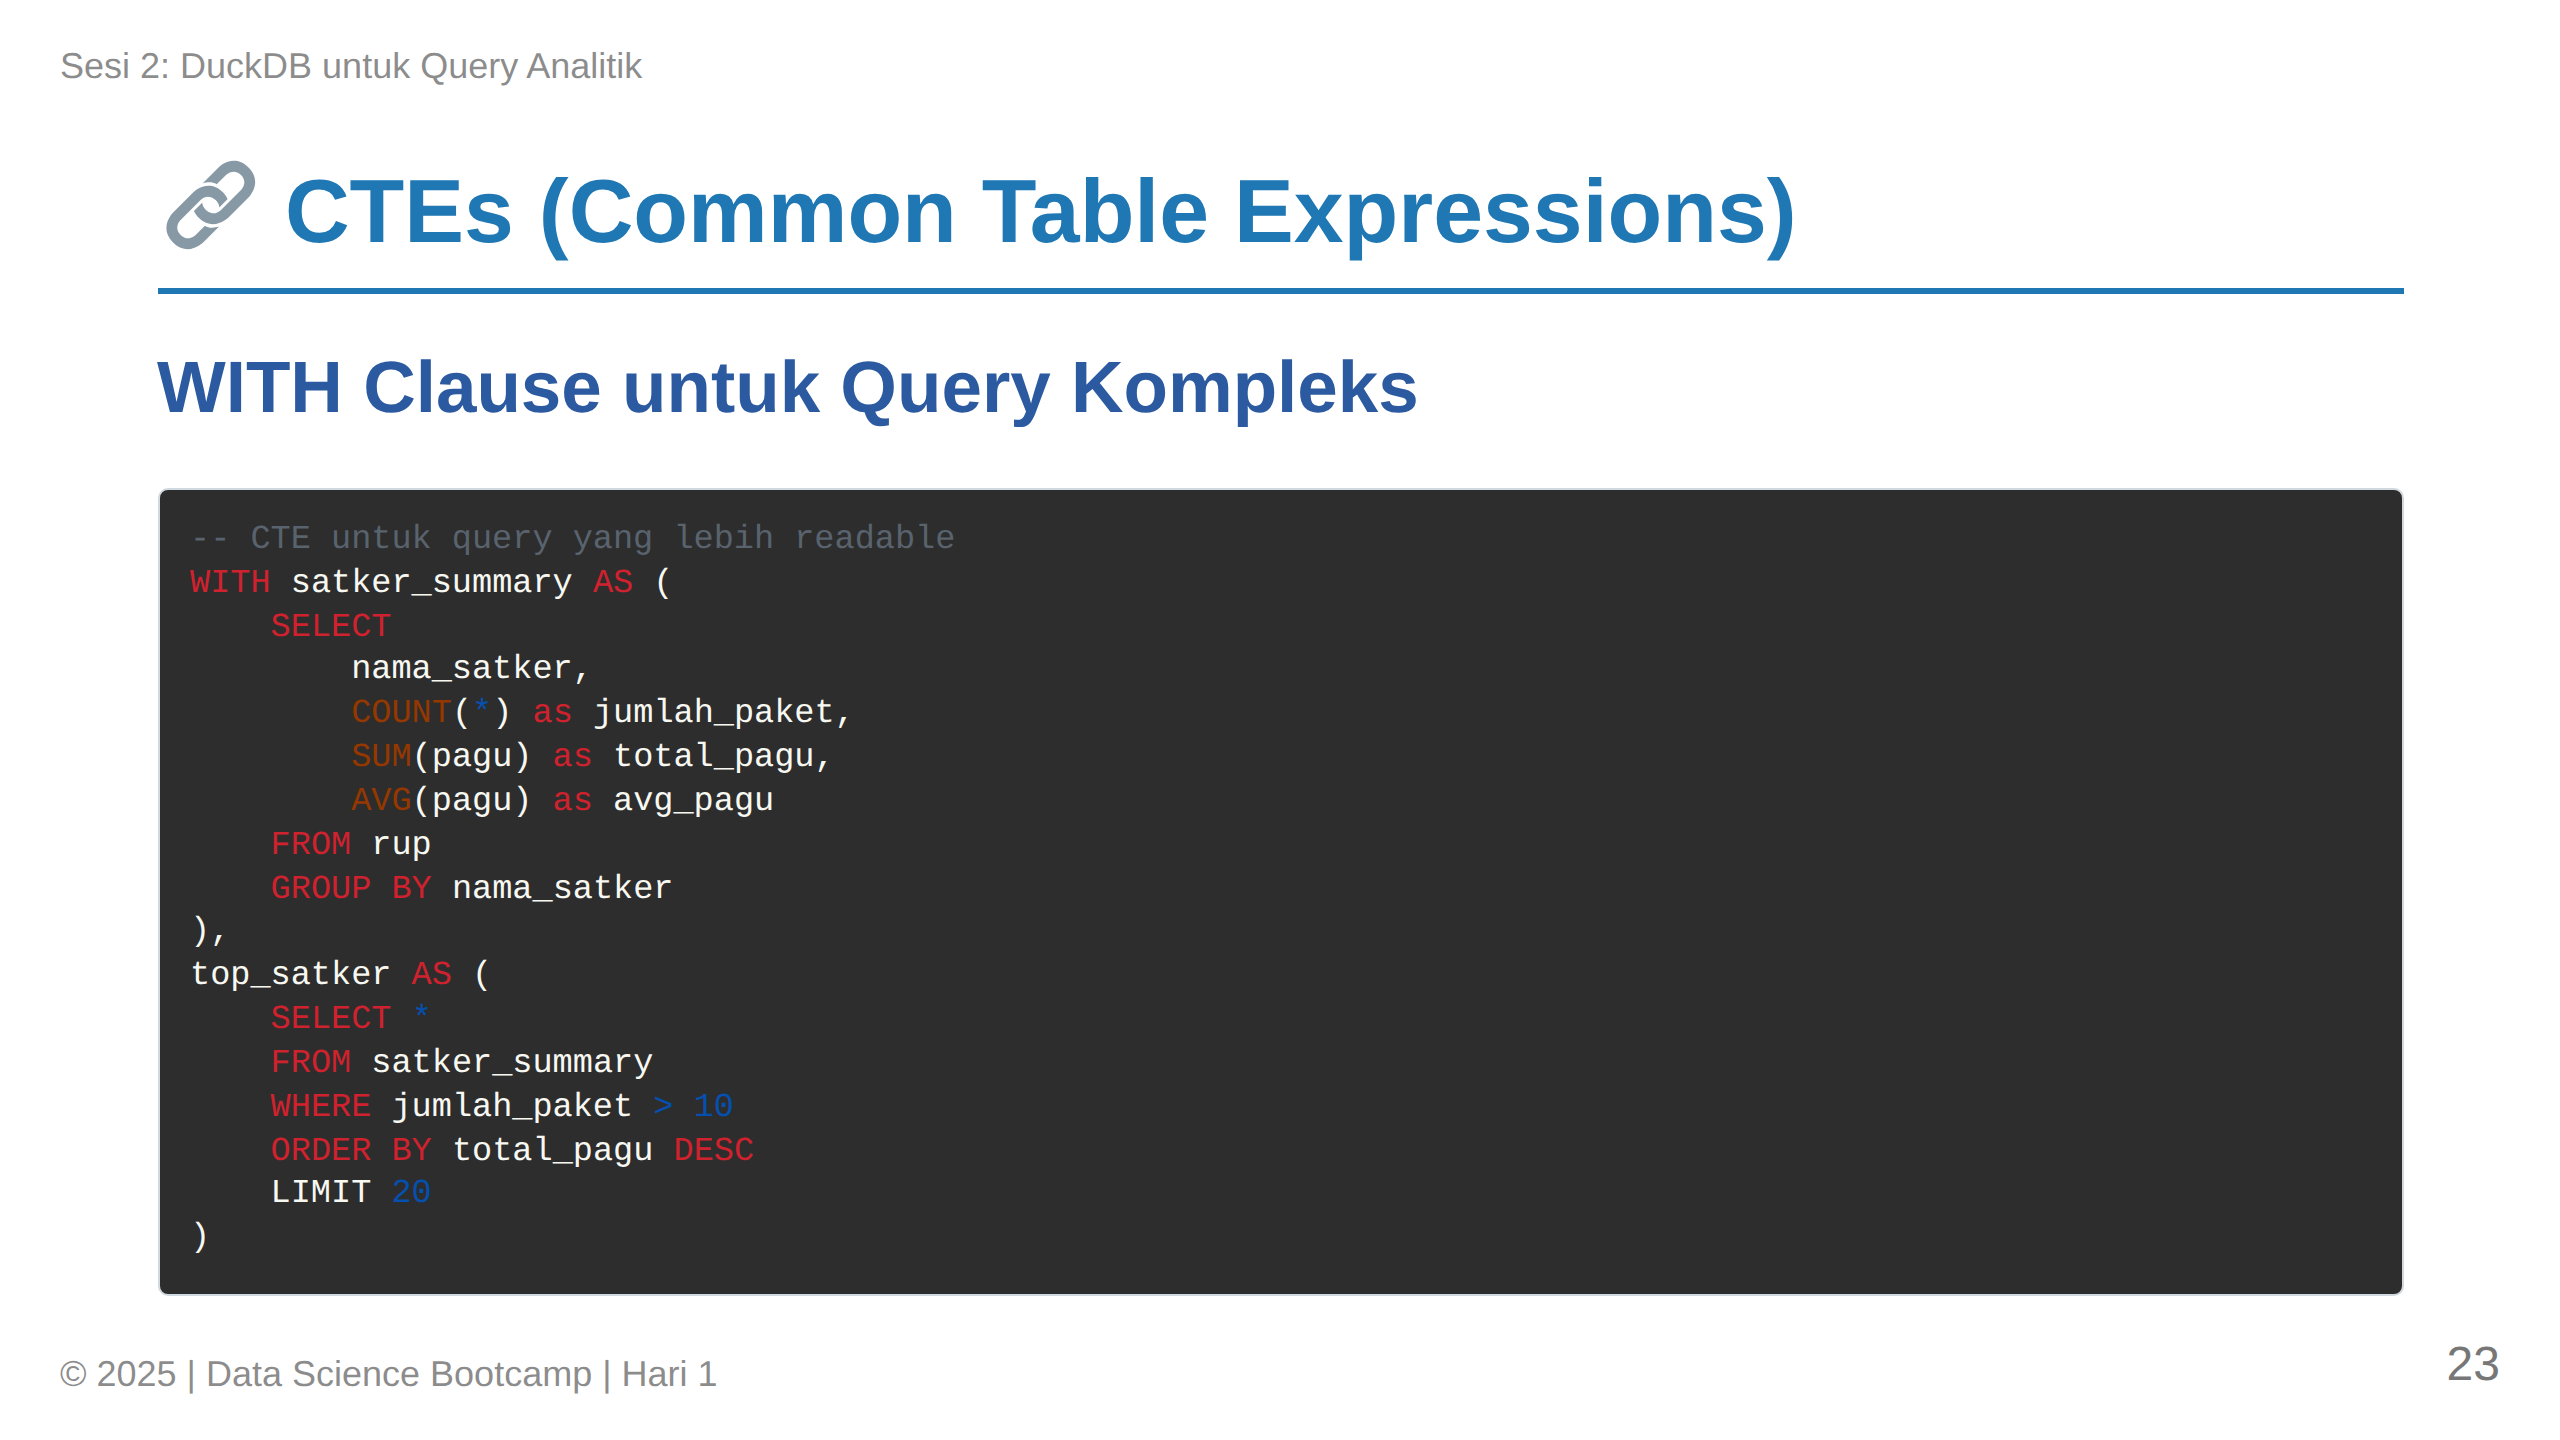 Sesi 2: DuckDB untuk Query Analitik
🔗 CTEs (Common Table Expressions)
WITH Clause untuk Query Kompleks
-- CTE untuk query yang lebih readable
WITH satker_summary AS (
    SELECT
        nama_satker,
        COUNT(*) as jumlah_paket,
        SUM(pagu) as total_pagu,
        AVG(pagu) as avg_pagu
    FROM rup
    GROUP BY nama_satker
),
top_satker AS (
    SELECT *
    FROM satker_summary
    WHERE jumlah_paket > 10
    ORDER BY total_pagu DESC
    LIMIT 20
)
© 2025 | Data Science Bootcamp | Hari 1
23